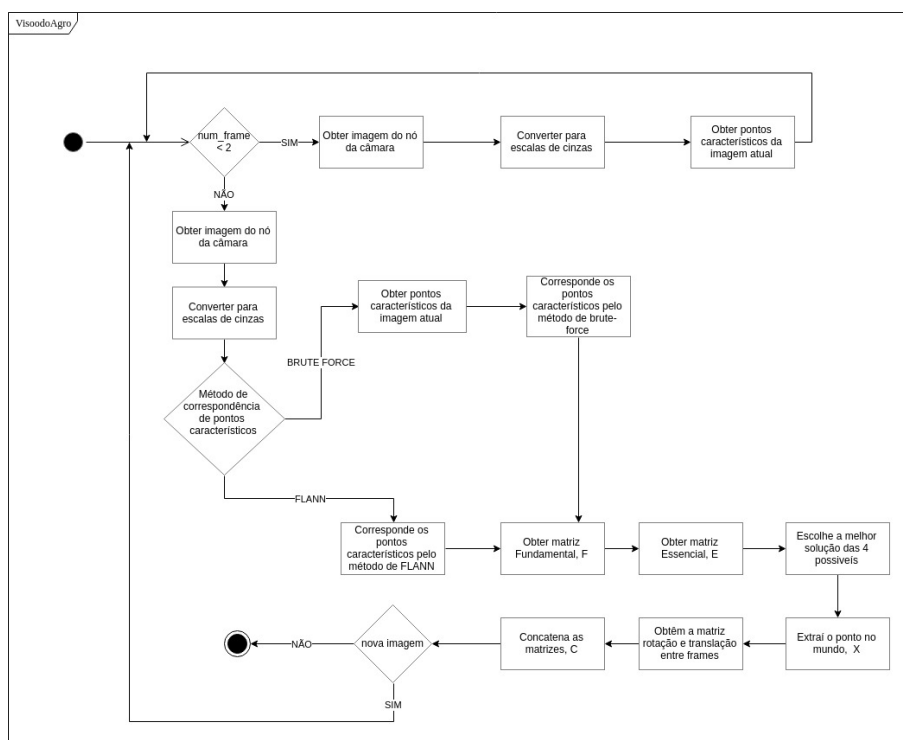 VisoodoAgro
num_frame
< 2
SIM
Obter imagem do nó
da câmara
Converter para
escalas de cinzas
Obter pontos
característicos da
imagem atual
NÃO
Obter imagem do nó
da câmara
Converter para
escalas de cinzas
Método de
correspondência
de pontos
característicos
BRUTE FORCE
Obter pontos
característicos da
imagem atual
Corresponde os
pontos
característicos pelo
método de brute-
force
FLANN
Corresponde os
pontos
característicos pelo
método de FLANN
Obter matriz
Fundamental, F
Obter matriz
Essencial, E
Escolhe a melhor
solução das 4
possiveís
Extraí o ponto no
mundo, X
Obtêm a matriz
rotação e translação
entre frames
Concatena as
matrizes, C
nova imagem
NÃO
SIM